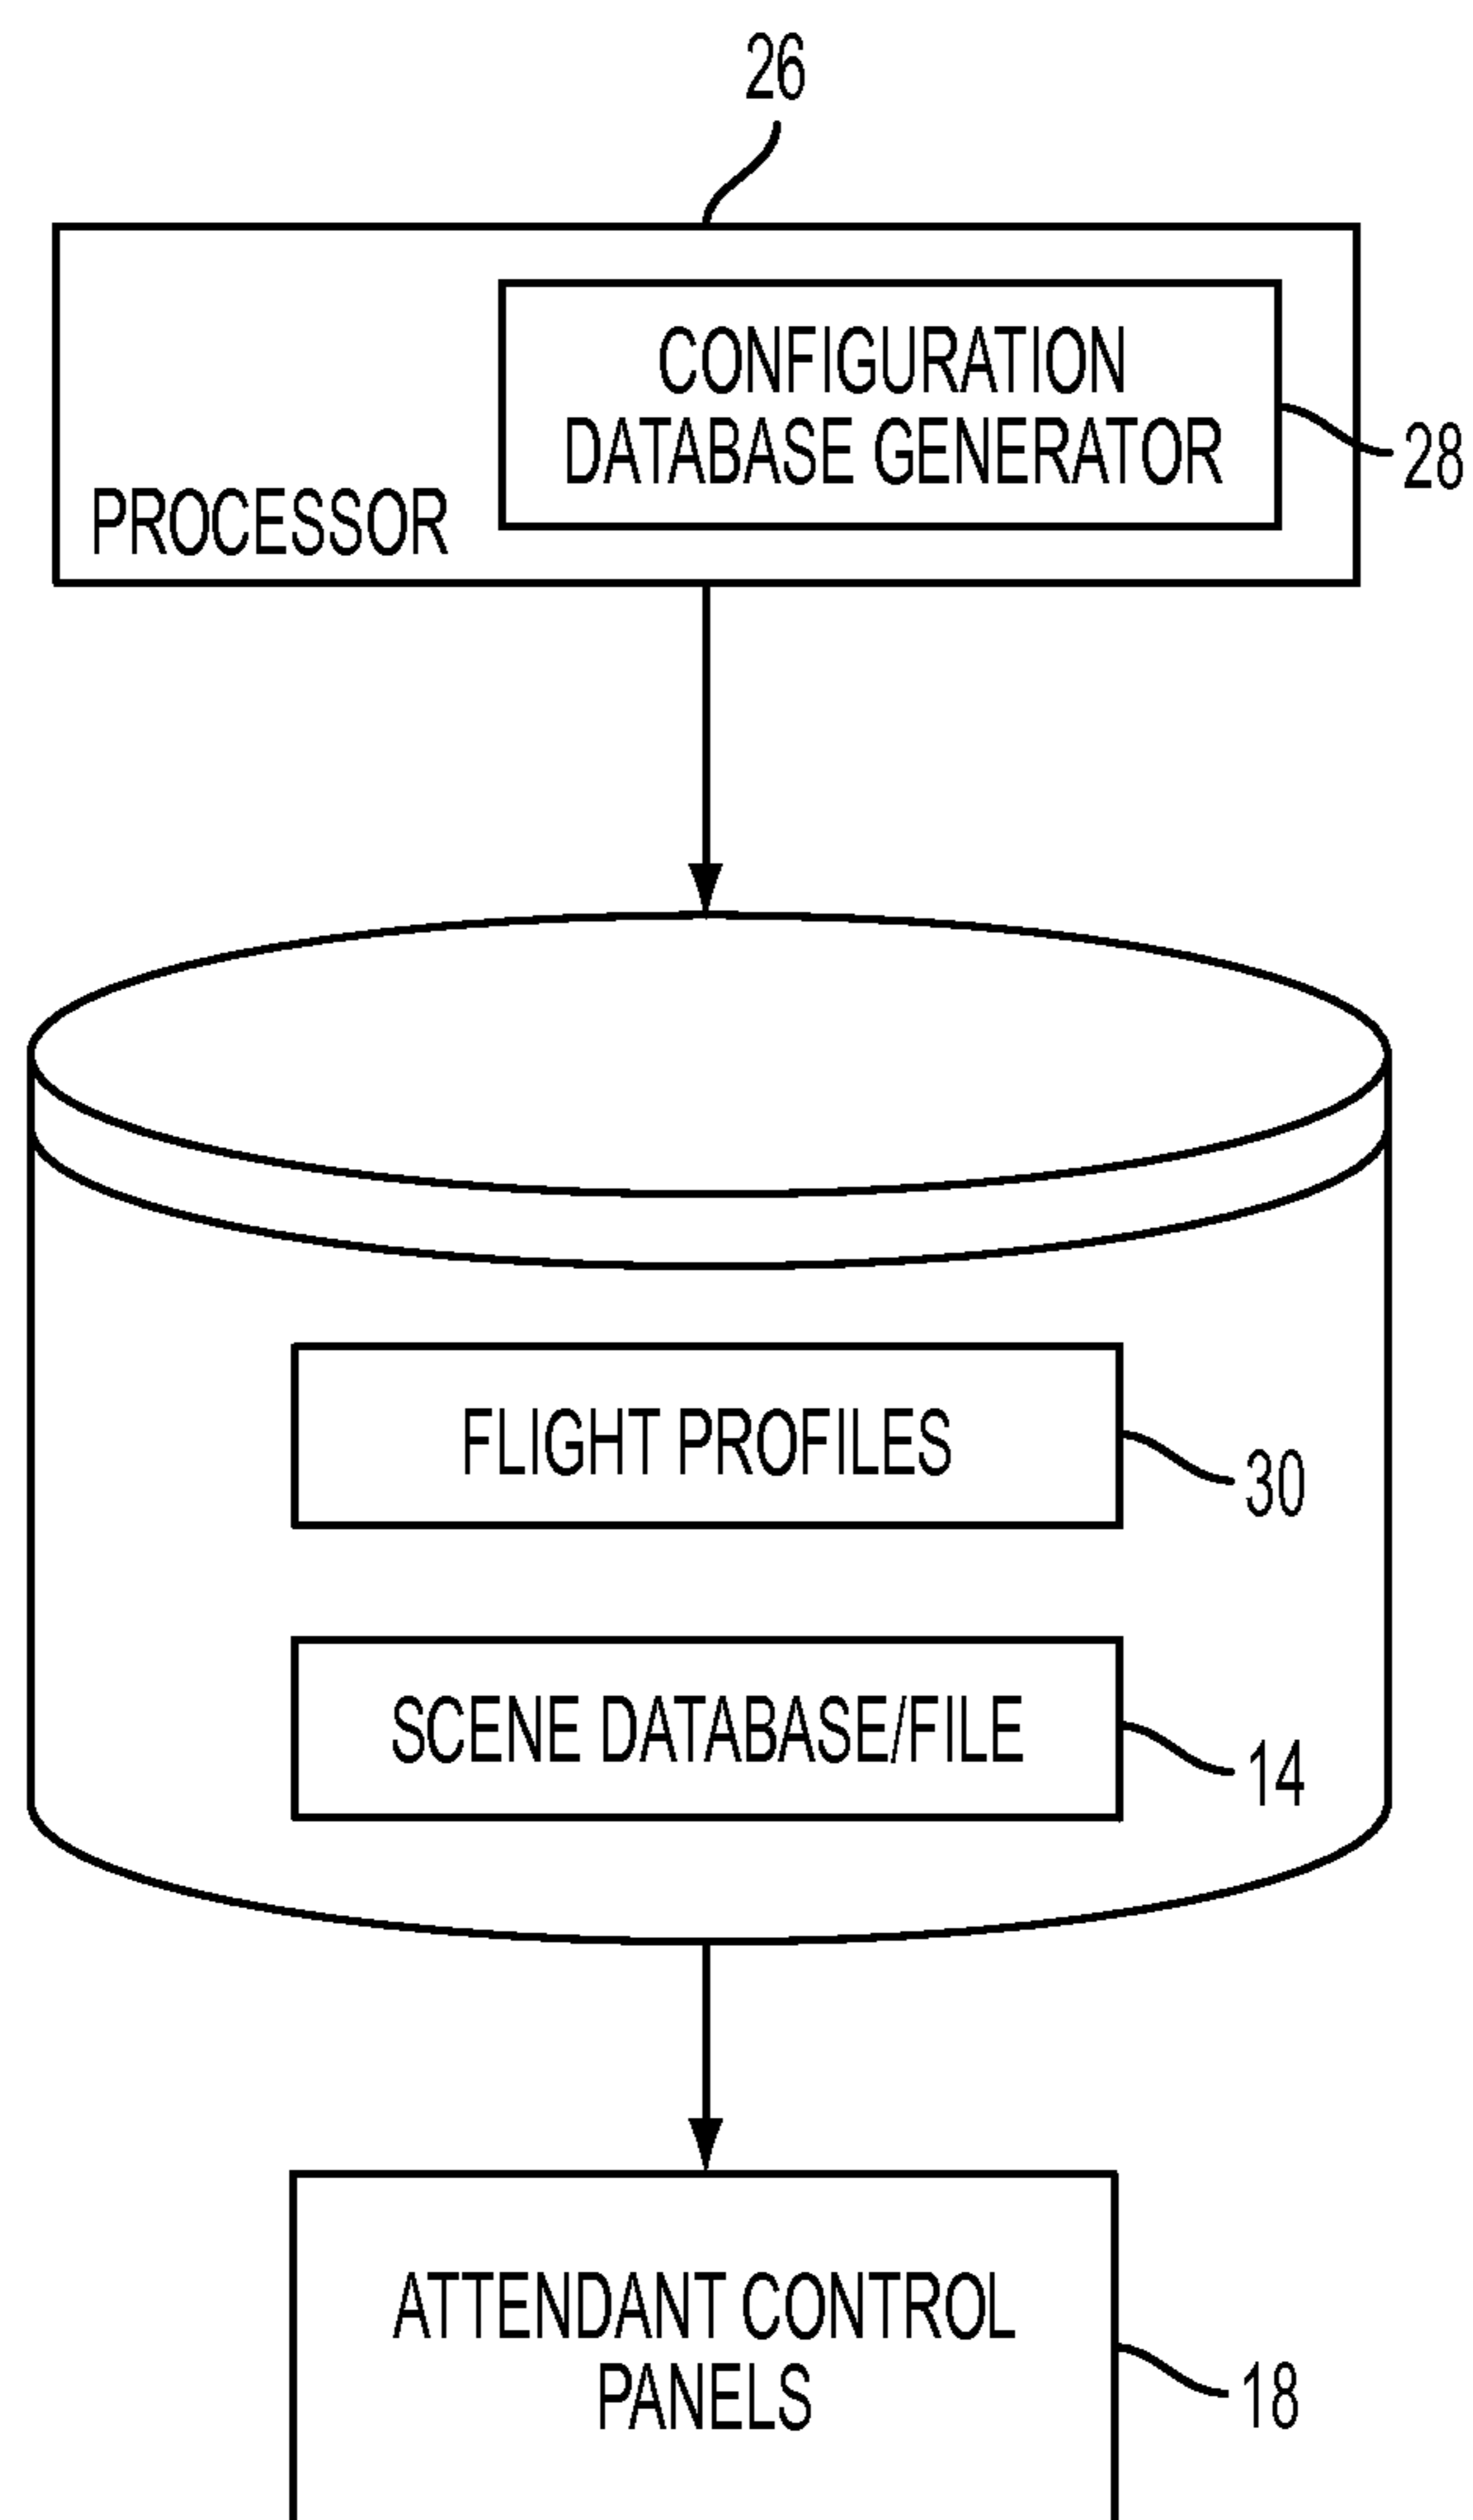 26
CONFIGURATION
DATABASE GENERATOR
28
PROCESSOR
FLIGHT PROFILES
30
SCENE DATABASE/FILE
14
ATTENDANT CONTROL
PANELS
18